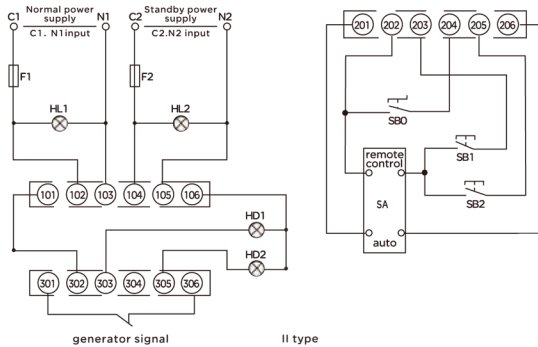 C1 Normal power supply N1
C1. N1input
C2 Standby power supply N2
C2.N2 input
F1
F2
HL1
HL2
101 102 103 104 105 106
HD1
HD2
301 302 303 304 305 306
generator signal
II type
201 202 203 204 205 206
SB0
SB1
SB2
remote control
SA
auto